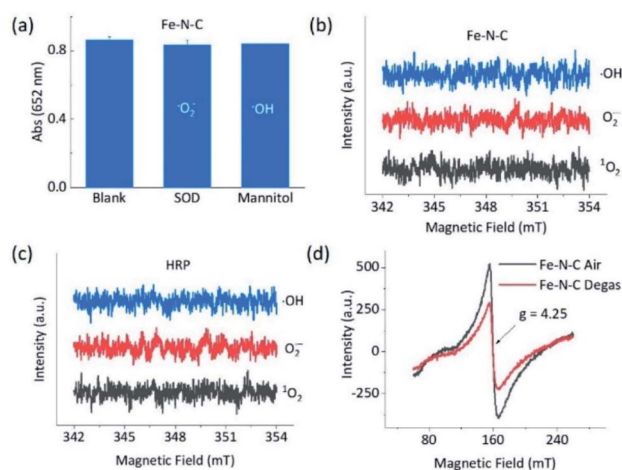 (a)
Fe-N-C
Abs (652 nm)
0.8
0.4
0.0
·O₂⁻
·OH
Blank SOD Mannitol
(b)
Fe-N-C
Intensity (a.u.)
·OH
O₂·⁻
¹O₂
342 345 348 351 354
Magnetic Field (mT)
(c)
HRP
Intensity (a.u.)
·OH
O₂·⁻
¹O₂
342 345 348 351 354
Magnetic Field (mT)
(d)
Intensity (a.u.)
500
250
0
-250
Fe-N-C Air
Fe-N-C Degas
g = 4.25
80 160 240
Magnetic Field (mT)